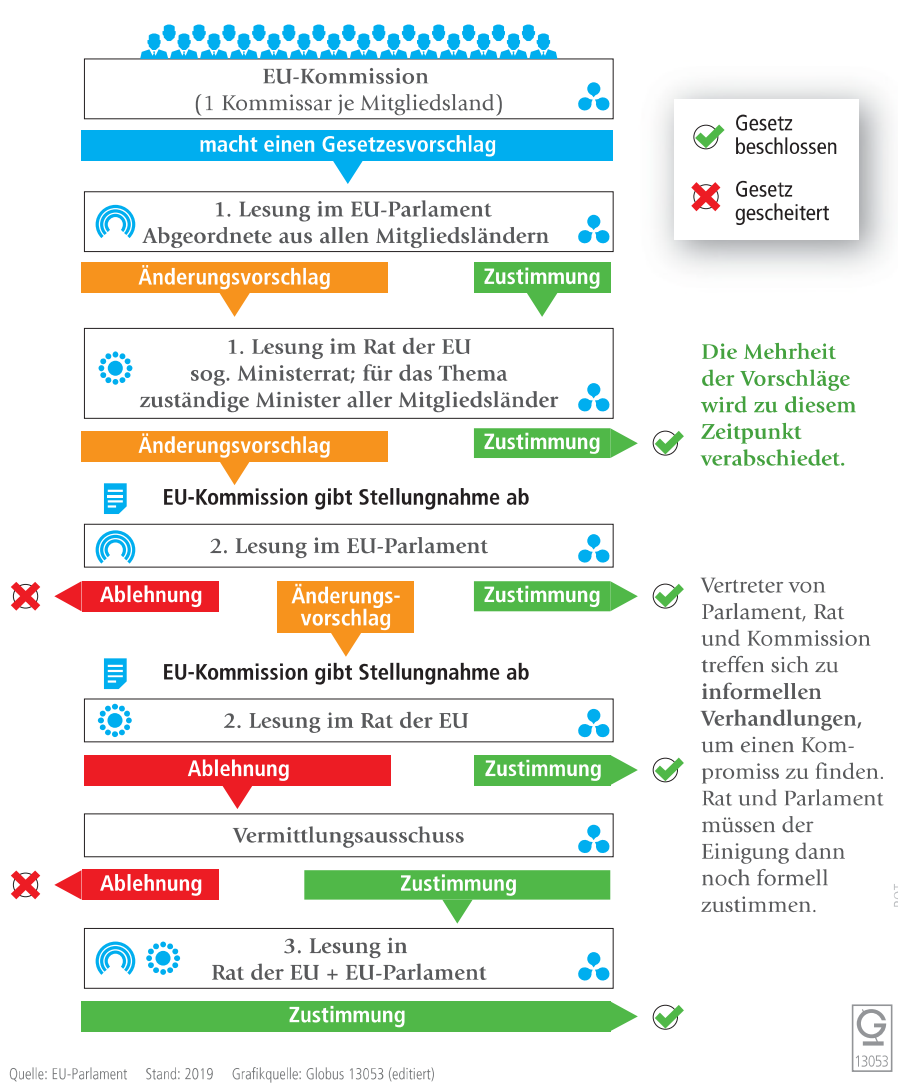 EU-Kommission
(1 Kommissar je Mitgliedsland)
macht einen Gesetzesvorschlag
Gesetz
beschlossen
Gesetz
gescheitert
1. Lesung im EU-Parlament
Abgeordnete aus allen Mitgliedsländern
Änderungsvorschlag
Zustimmung
1. Lesung im Rat der EU
sog. Ministerrat; für das Thema
zuständige Minister aller Mitgliedsländer
Änderungsvorschlag
Zustimmung
Die Mehrheit
der Vorschläge
wird zu diesem
Zeitpunkt
verabschiedet.
EU-Kommission gibt Stellungnahme ab
2. Lesung im EU-Parlament
Ablehnung
Änderungs-
vorschlag
Zustimmung
EU-Kommission gibt Stellungnahme ab
2. Lesung im Rat der EU
Ablehnung
Zustimmung
Vertreter von
Parlament, Rat
und Kommission
treffen sich zu
informellen
Verhandlungen,
um einen Kom-
promiss zu finden.
Rat und Parlament
müssen der
Einigung dann
noch formell
zustimmen.
Vermittlungsausschuss
Ablehnung
Zustimmung
3. Lesung in
Rat der EU + EU-Parlament
Zustimmung
G
13053
Quelle: EU-Parlament Stand: 2019 Grafikquelle: Globus 13053 (editiert)